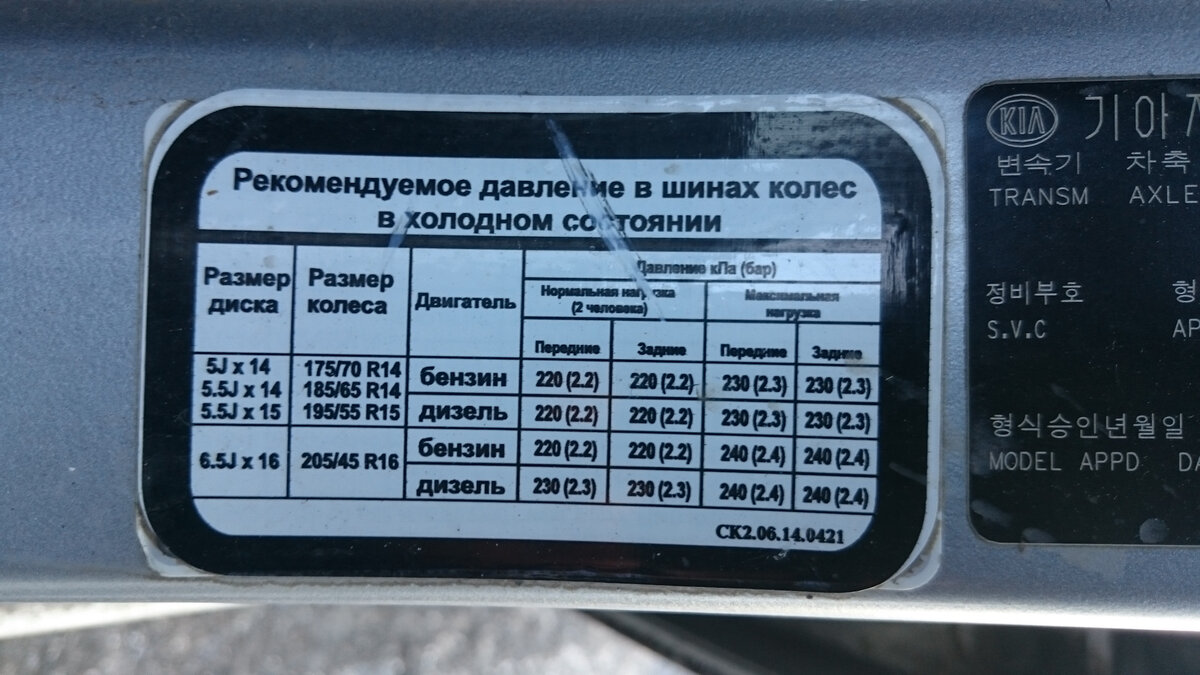 Рекомендуемое давление в шинах колес
в холодном состоянии
Размер диска Размер колеса Двигатель Давление кПа (бар)
Нормальная нагрузка (2 человека) Максимальная нагрузка
Передние Задние Передние Задние
5J x 14 175/70 R14 бензин 220 (2.2) 220 (2.2) 230 (2.3) 230 (2.3)
5.5J x 14 185/65 R14
5.5J x 15 195/55 R15 дизель 220 (2.2) 220 (2.2) 230 (2.3) 230 (2.3)
6.5J x 16 205/45 R16 бензин 220 (2.2) 220 (2.2) 240 (2.4) 240 (2.4)
дизель 230 (2.3) 230 (2.3) 240 (2.4) 240 (2.4)
CK2.06.14.0421
KIA 기아
변속기 차축
TRANSM AXLE
정비부호 형
S.V.C AP
형식승인년월일
MODEL APPD DA